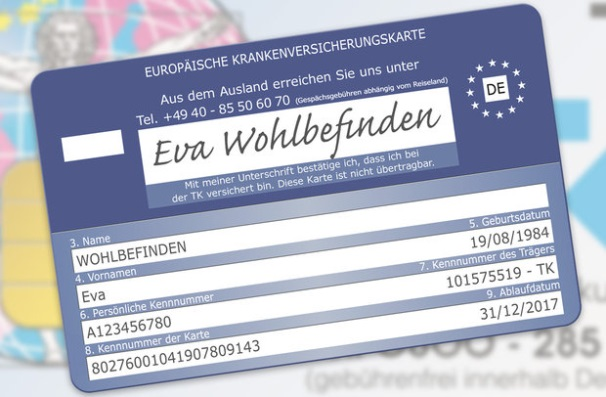 EUROPÄISCHE KRANKENVERSICHERUNGSKARTE
Aus dem Ausland erreichen Sie uns unter
Tel. +49 40 - 85 50 60 70 (Gespächsgebühren abhängig vom Reiseland)
DE
Eva Wohlbefinden
Mit meiner Unterschrift bestätige ich, dass ich bei
der TK versichert bin. Diese Karte ist nicht übertragbar.
3. Name
WOHLBEFINDEN
4. Vornamen
5. Geburtsdatum
Eva
19/08/1984
6. Persönliche Kennnummer
7. Kennnummer des Trägers
A123456780
101575519 - TK
8. Kennnummer der Karte
9. Ablaufdatum
80276001041907809143
31/12/2017
- 285
(gebührenfrei innerhalb